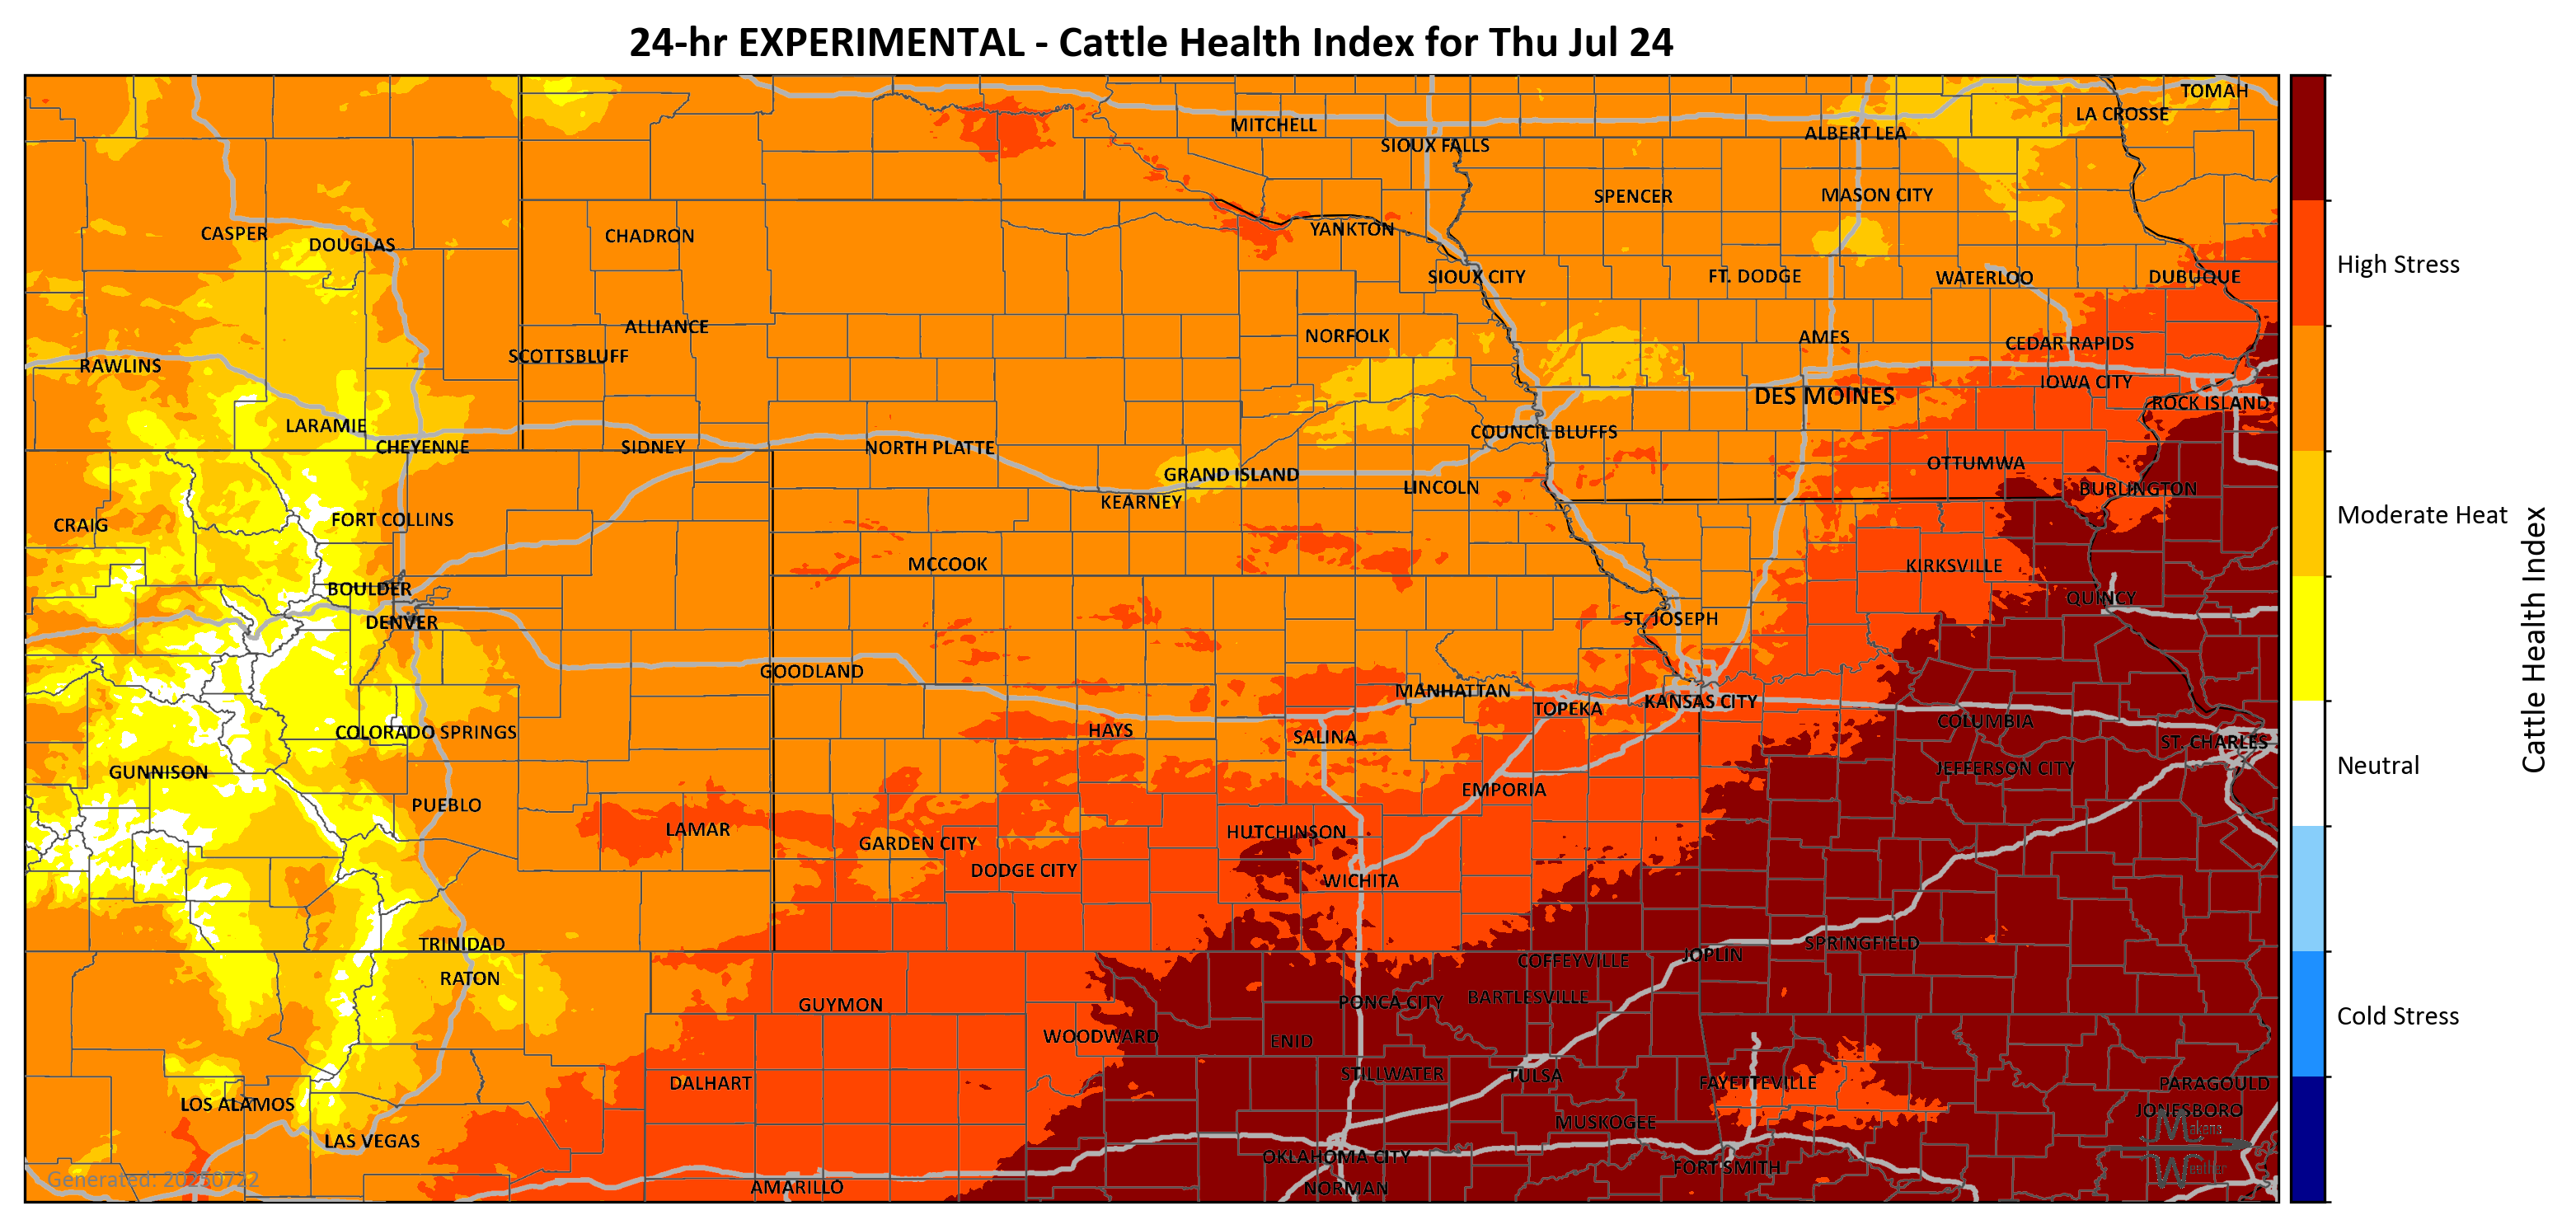 24-hr EXPERIMENTAL - Cattle Health Index for Thu Jul 24
TOMAH
LA CROSSE
MITCHELL
ALBERT LEA
SIOUX FALLS
SPENCER
MASON CITY
CASPER
DOUGLAS
CHADRON
YANKTON
SIOUX CITY
FT. DODGE
WATERLOO
DUBUQUE
High Stress
ALLIANCE
NORFOLK
AMES
CEDAR RAPIDS
SCOTTSBLUFF
RAWLINS
IOWA CITY
DES MOINES
ROCK ISLAND
LARAMIE
CHEYENNE
SIDNEY
NORTH PLATTE
COUNCIL BLUFFS
OTTUMWA
GRAND ISLAND
LINCOLN
BURLINGTON
KEARNEY
CRAIG
FORT COLLINS
Moderate Heat
MCCOOK
KIRKSVILLE
BOULDER
QUINCY
DENVER
ST. JOSEPH
Cattle Health Index
GOODLAND
MANHATTAN
TOPEKA
KANSAS CITY
COLORADO SPRINGS
HAYS
SALINA
COLUMBIA
ST. CHARLES
GUNNISON
JEFFERSON CITY
Neutral
PUEBLO
EMPORIA
LAMAR
GARDEN CITY
HUTCHINSON
DODGE CITY
WICHITA
TRINIDAD
COFFEYVILLE
JOPLIN
SPRINGFIELD
RATON
GUYMON
PONCA CITY
BARTLESVILLE
Cold Stress
WOODWARD
ENID
DALHART
STILLWATER
TULSA
FAYETTEVILLE
PARAGOULD
LOS ALAMOS
JONESBORO
MUSKOGEE
Makens
LAS VEGAS
OKLAHOMA CITY
FORT SMITH
Weather
Generated: 20250722
AMARILLO
NORMAN